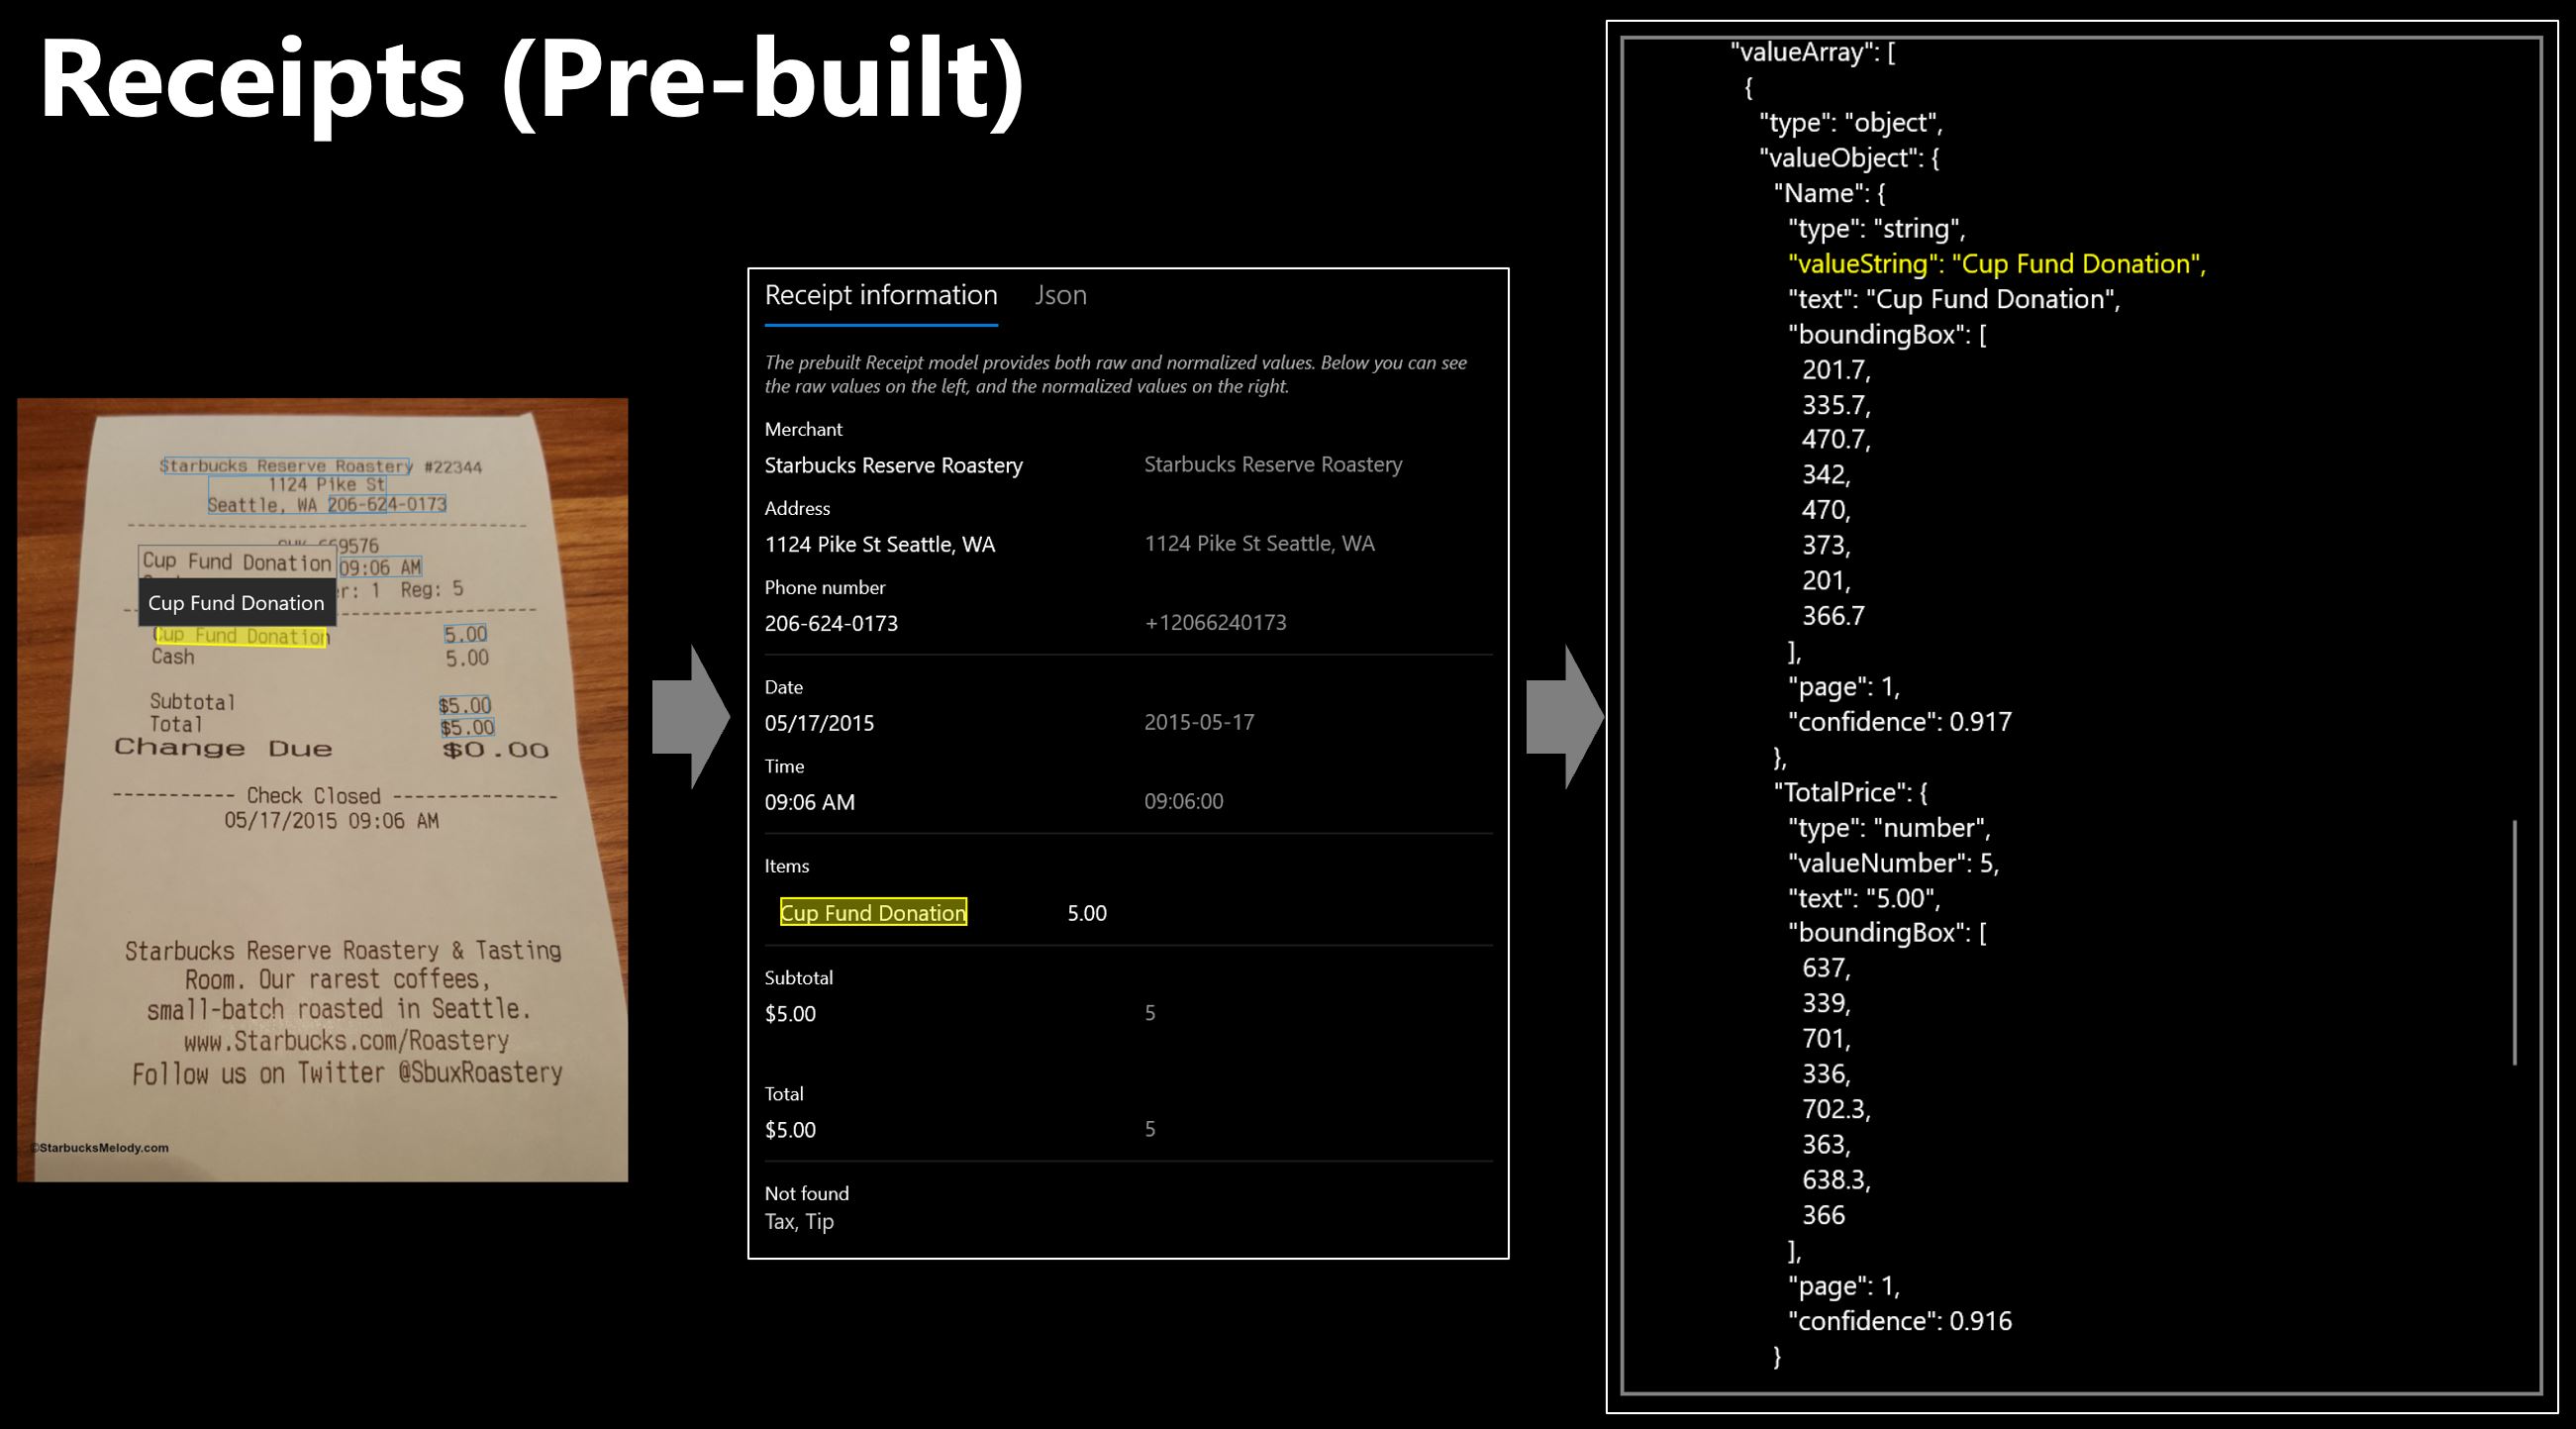 Receipts (Pre-built)
Starbucks Reserve Roastery #22344
1124 Pike St
Seattle, WA 206-624-0173
669576
Cup Fund Donation
09:06 AM
Cup Fund Donation
r: 1 Reg: 5
Cup Fund Donation 5.00
Cash 5.00
Subtotal $5.00
Total $5.00
Change Due $0.00
----------- Check Closed ---------------
05/17/2015 09:06 AM
Starbucks Reserve Roastery & Tasting
Room. Our rarest coffees,
small-batch roasted in Seattle.
www.Starbucks.com/Roastery
Follow us on Twitter @SbuxRoastery
©StarbucksMelody.com
Receipt information Json
The prebuilt Receipt model provides both raw and normalized values. Below you can see
the raw values on the left, and the normalized values on the right.
Merchant
Starbucks Reserve Roastery Starbucks Reserve Roastery
Address
1124 Pike St Seattle, WA 1124 Pike St Seattle, WA
Phone number
206-624-0173 +12066240173
Date
05/17/2015 2015-05-17
Time
09:06 AM 09:06:00
Items
Cup Fund Donation 5.00
Subtotal
$5.00 5
Total
$5.00 5
Not found
Tax, Tip
"valueArray": [
{
"type": "object",
"valueObject": {
"Name": {
"type": "string",
"valueString": "Cup Fund Donation",
"text": "Cup Fund Donation",
"boundingBox": [
201.7,
335.7,
470.7,
342,
470,
373,
201,
366.7
],
"page": 1,
"confidence": 0.917
},
"TotalPrice": {
"type": "number",
"valueNumber": 5,
"text": "5.00",
"boundingBox": [
637,
339,
701,
336,
702.3,
363,
638.3,
366
],
"page": 1,
"confidence": 0.916
}